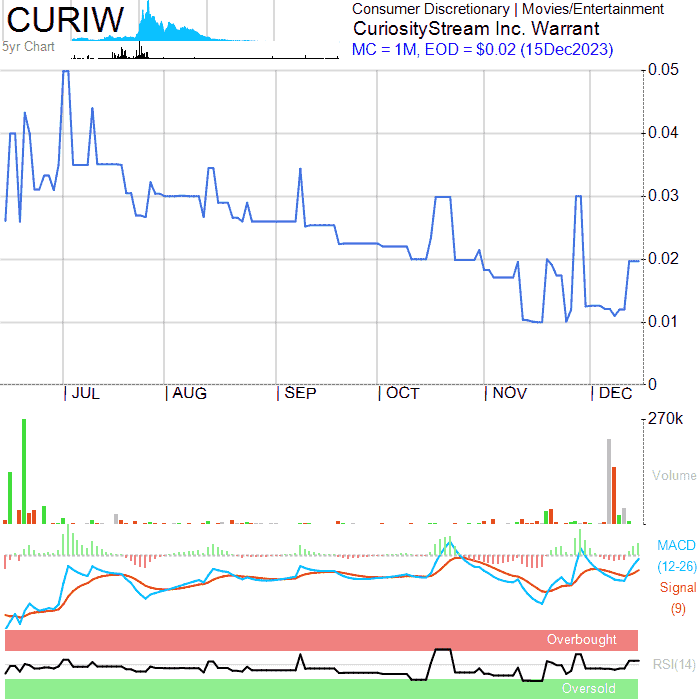 CURIW
5yr Chart
Consumer Discretionary | Movies/Entertainment
CuriosityStream Inc. Warrant
MC = 1M, EOD = $0.02 (15Dec2023)
0.05
0.04
0.03
0.02
0.01
0
JUL AUG SEP OCT NOV DEC
270k
Volume
MACD
(12-26)
Signal
(9)
Overbought
RSI(14)
Oversold